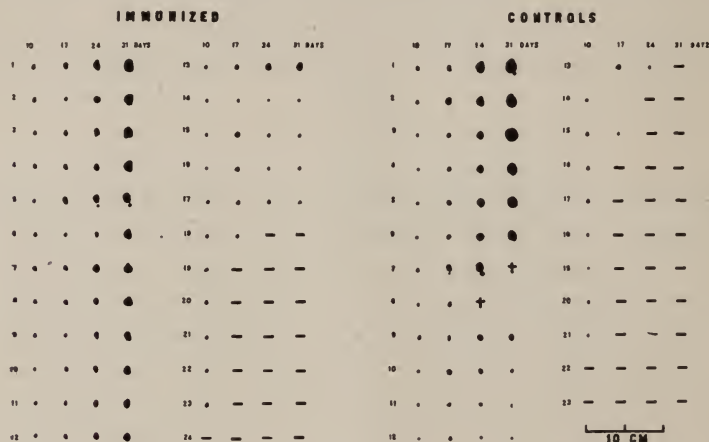 IMMUNIZED CONTROLS
10 17 24 31 DAYS 10 17 24 31 DAYS 10 17 24 31 DAYS 10 17 24 31 DAYS
1 13 1 13
2 14 2 14
3 15 3 15
4 16 4 16
5 17 5 17
6 18 6 18
7 19 7 + 19
8 20 8 + 20
9 21 9 21
10 22 10 22
11 23 11 23
12 24 12
10 CM